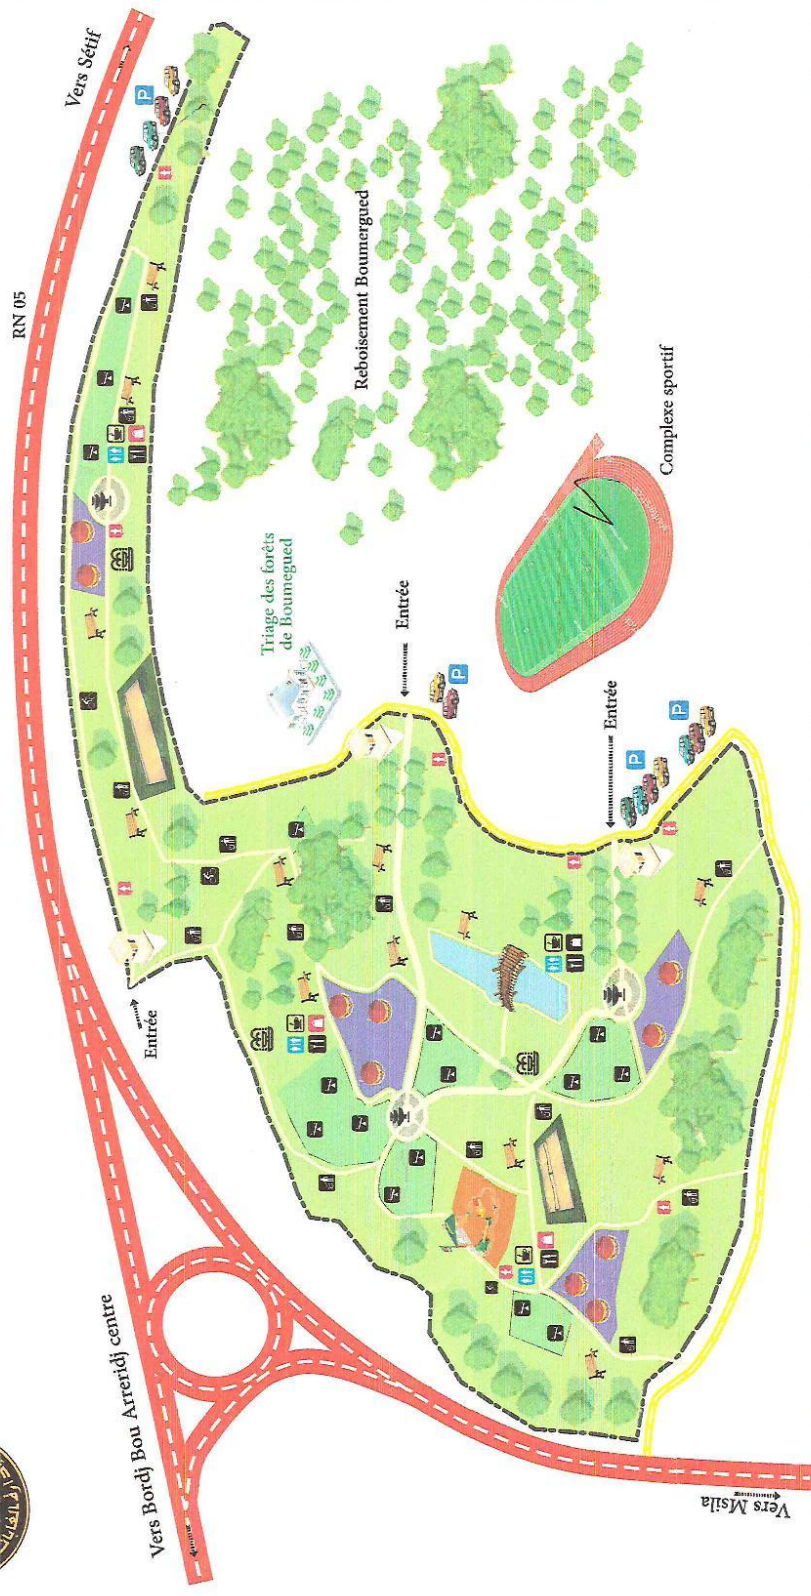 RN 05
Vers Sétif
P
Reboisement Boumergued
Complexe sportif
Triage des forêts
de Boumegued
Entrée
P
Entrée
P
P
Entrée
Vers Bordj Bou Arreridj centre
Vers Msila